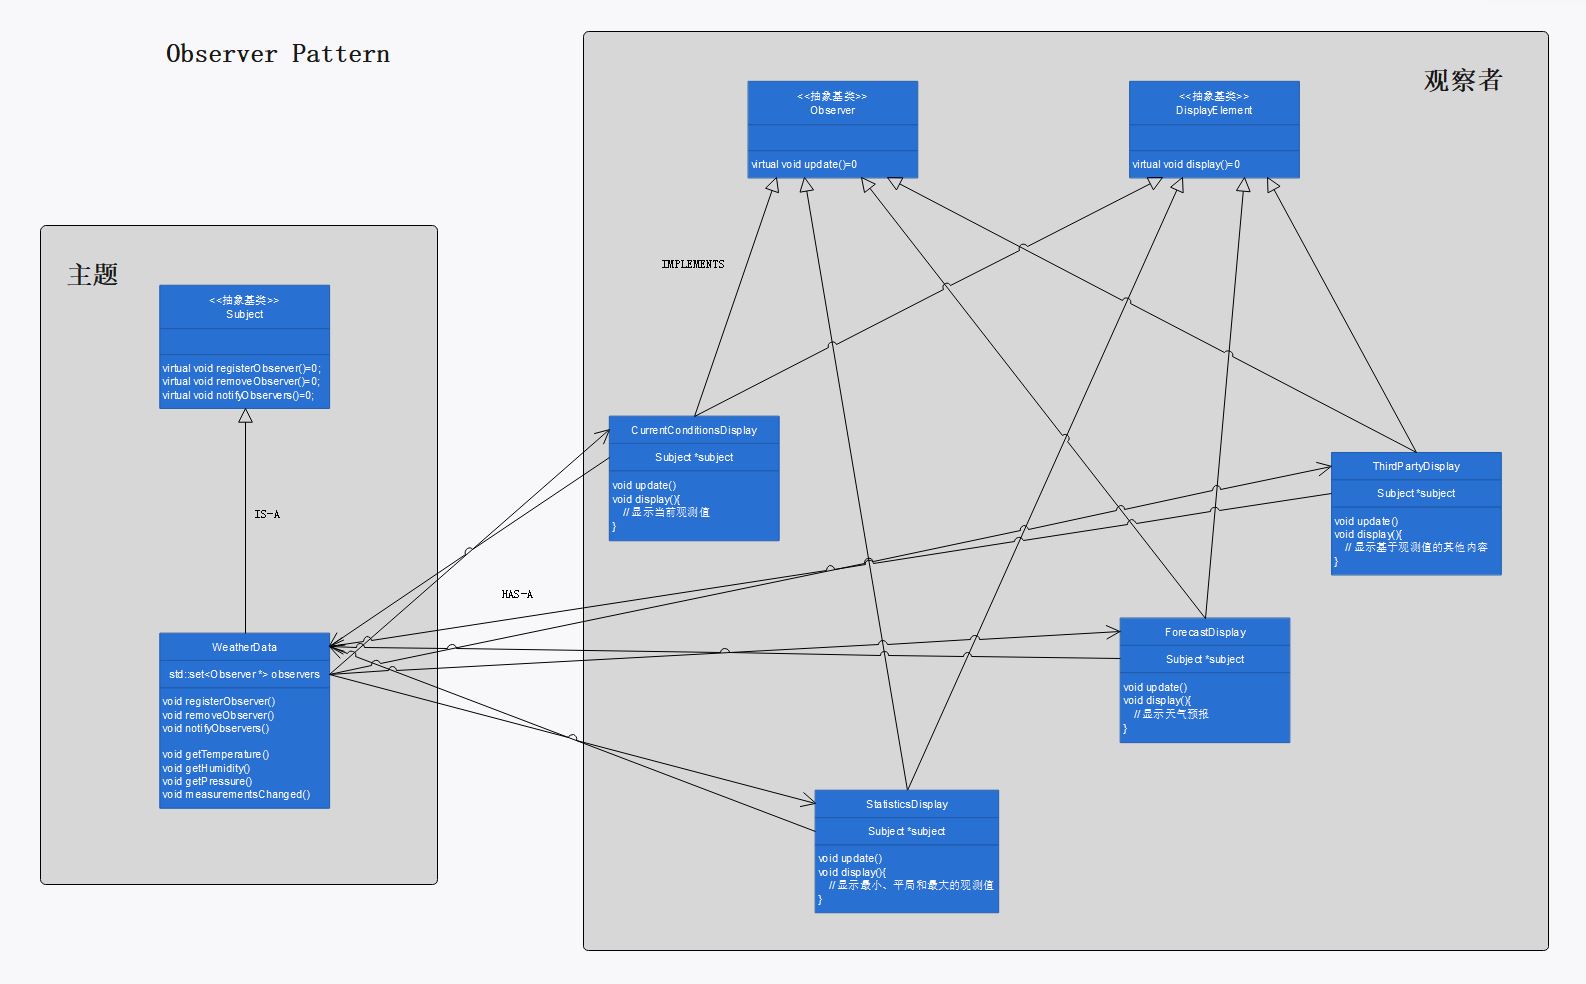 Observer Pattern
观察者
<<抽象基类>>
Observer
virtual void update()=0
<<抽象基类>>
DisplayElement
virtual void display()=0
IMPLEMENTS
主题
<<抽象基类>>
Subject
virtual void registerObserver()=0;
virtual void removeObserver()=0;
virtual void notifyObservers()=0;
IS-A
HAS-A
WeatherData
std::set<Observer *> observers
void registerObserver()
void removeObserver()
void notifyObservers()
void getTemperature()
void getHumidity()
void getPressure()
void measurementsChanged()
CurrentConditionsDisplay
Subject *subject
void update()
void display(){
// 显示当前观测值
}
ThirdPartyDisplay
Subject *subject
void update()
void display(){
// 显示基于观测值的其他内容
}
ForecastDisplay
Subject *subject
void update()
void display(){
// 显示天气预报
}
StatisticsDisplay
Subject *subject
void update()
void display(){
// 显示最小、平局和最大的观测值
}